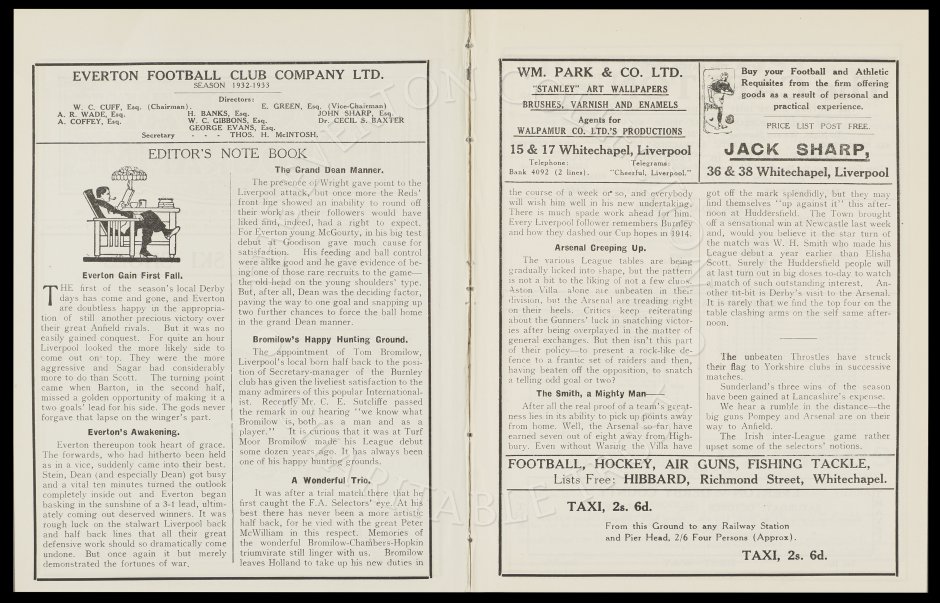 EVERTON FOOTBALL CLUB COMPANY LTD.
SEASON 1932-1933
Directors:
W. C. CUFF, Esq. (Chairman). E. GREEN, Esq. (Vice-Chairman)
A. R. WADE, Esq. H. BANKS, Esq. JOHN SHARP, Esq.
A. COFFEY, Esq. W. C. GIBBONS, Esq. Dr. CECIL S. BAXTER
GEORGE EVANS, Esq.
Secretary - - - THOS. H. McINTOSH.
EDITOR'S NOTE BOOK
Everton Gain First Fall.
THE first of the season's local Derby
days has come and gone, and Everton
are doubtless happy in the appropria-
tion of still another precious victory over
their great Anfield rivals. But it was no
easily gained conquest. For quite an hour
Liverpool looked the more likely side to
come out on top. They were the more
aggressive and Sagar had considerably
more to do than Scott. The turning point
came when Barton, in the second half,
missed a golden opportunity of making it a
two goals' lead for his side. The gods never
forgave that lapse on the winger's part.
Everton's Awakening.
Everton thereupon took heart of grace.
The forwards, who had hitherto been held
as in a vice, suddenly came into their best.
Stein, Dean (and especially Dean) got busy
and a vital ten minutes turned the outlook
completely inside out and Everton began
basking in the sunshine of a 3-1 lead, ultim-
ately coming out deserved winners. It was
rough luck on the stalwart Liverpool back
and half back lines that all their great
defensive work should so dramatically come
undone. But once again it but merely
demonstrated the fortunes of war.
The Grand Dean Manner.
The presence of Wright gave point to the
Liverpool attack, but once more the Reds'
front line showed an inability to round off
their work as their followers would have
liked and, indeed, had a right to expect.
For Everton young McGourty, in his big test
debut at Goodison gave much cause for
satisfaction. His feeding and ball control
were alike good and he gave evidence of be-
ing one of those rare recruits to the game—
the old head on the young shoulders' type.
But, after all, Dean was the deciding factor,
paving the way to one goal and snapping up
two further chances to force the ball home
in the grand Dean manner.
Bromilow's Happy Hunting Ground.
The appointment of Tom Bromilow,
Liverpool's local born half back to the posi-
tion of Secretary-manager of the Burnley
club has given the liveliest satisfaction to the
many admirers of this popular International-
ist. Recently Mr. C. E. Sutcliffe passed
the remark in our hearing "we know what
Bromilow is, both as a man and as a
player." It is curious that it was at Turf
Moor Bromilow made his League debut
some dozen years ago. It has always been
one of his happy hunting grounds.
A Wonderful Trio.
It was after a trial match there that he
first caught the F.A. Selectors' eye. At his
best there has never been a more artistic
half back, for he vied with the great Peter
McWilliam in this respect. Memories of
the wonderful Bromilow-Chambers-Hopkin
triumvirate still linger with us. Bromilow
leaves Holland to take up his new duties in
WM. PARK & CO. LTD.
"STANLEY" ART WALLPAPERS
BRUSHES, VARNISH AND ENAMELS
Agents for
WALPAMUR CO. LTD.'S PRODUCTIONS
15 & 17 Whitechapel, Liverpool
Telephone: Telegrams:
Bank 4092 (2 lines). "Cheerful, Liverpool."
Buy your Football and Athletic
Requisites from the firm offering
goods as a result of personal and
practical experience.
PRICE LIST POST FREE.
JACK SHARP,
36 & 38 Whitechapel, Liverpool
the course of a week or so, and everybody
will wish him well in his new undertaking.
There is much spade work ahead for him.
Every Liverpool follower remembers Burnley
and how they dashed our Cup hopes in 1914.
Arsenal Creeping Up.
The various League tables are being
gradually licked into shape, but the pattern
is not a bit to the liking of not a few clubs.
Aston Villa alone are unbeaten in their
division, but the Arsenal are treading right
on their heels. Critics keep reiterating
about the Gunners' luck in snatching victor-
ies after being overplayed in the matter of
general exchanges. But then isn't this part
of their policy—to present a rock-like de-
fence to a frantic set of raiders and then,
having beaten off the opposition, to snatch
a telling odd goal or two?
The Smith, a Mighty Man—
After all the real proof of a team's great-
ness lies in its ability to pick up points away
from home. Well, the Arsenal so far have
earned seven out of eight away from High-
bury. Even without Waring the Villa have
got off the mark splendidly, but they may
find themselves "up against it" this after-
noon at Huddersfield. The Town brought
off a sensational win at Newcastle last week
and, would you believe it the star turn of
the match was W. H. Smith who made his
League debut a year earlier than Elisha
Scott. Surely the Huddersfield people will
at last turn out in big doses to-day to watch
a match of such outstanding interest. An-
other tit-bit is Derby's visit to the Arsenal.
It is rarely that we find the top four on the
table clashing arms on the self same after-
noon.
The unbeaten Throstles have struck
their flag to Yorkshire clubs in successive
matches.
Sunderland's three wins of the season
have been gained at Lancashire's expense.
We hear a rumble in the distance—the
big guns Pompey and Arsenal are on their
way to Anfield.
The Irish inter-League game rather
upset some of the selectors' notions.
FOOTBALL, HOCKEY, AIR GUNS, FISHING TACKLE,
Lists Free: HIBBARD, Richmond Street, Whitechapel.
TAXI, 2s. 6d.
From this Ground to any Railway Station
and Pier Head, 2/6 Four Persons (Approx).
TAXI, 2s. 6d.